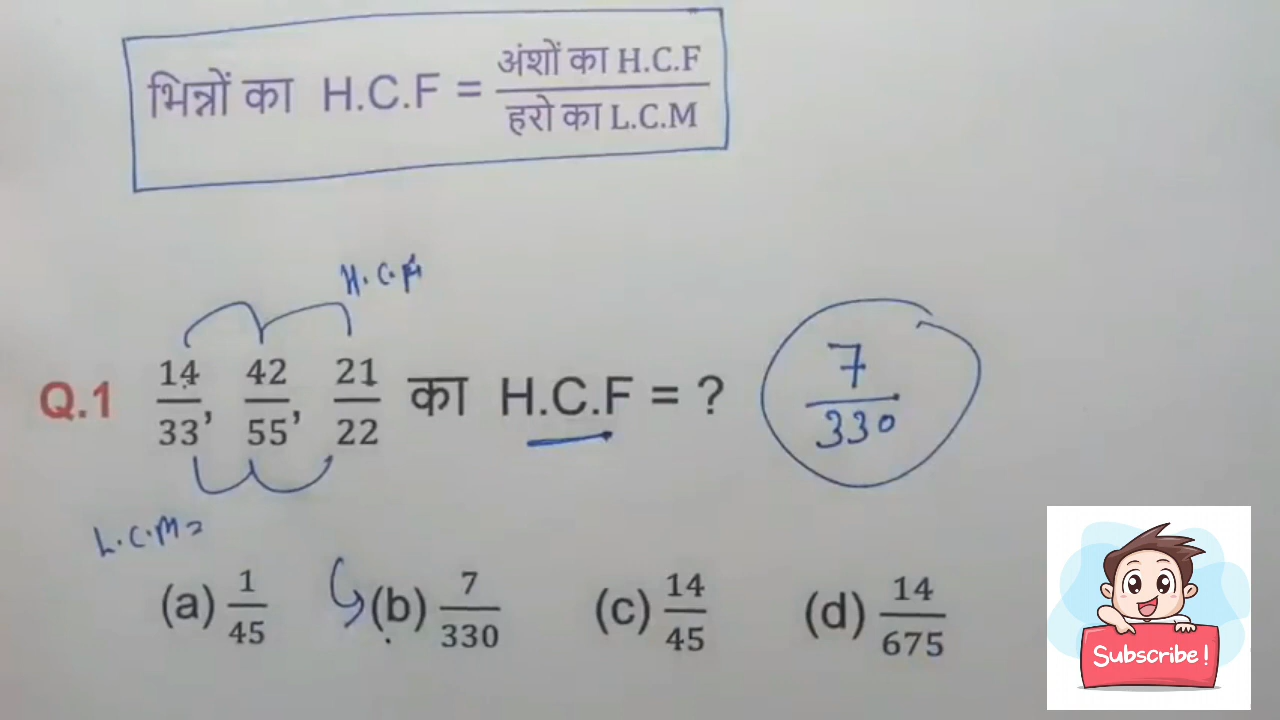 भिन्नों का H.C.F = अंशों का H.C.F / हरो का L.C.M
H.C.F
Q.1 14/33, 42/55, 21/22 का H.C.F = ? 7/330
L.C.M =
(a) 1/45 (b) 7/330 (c) 14/45 (d) 14/675
Subscribe !